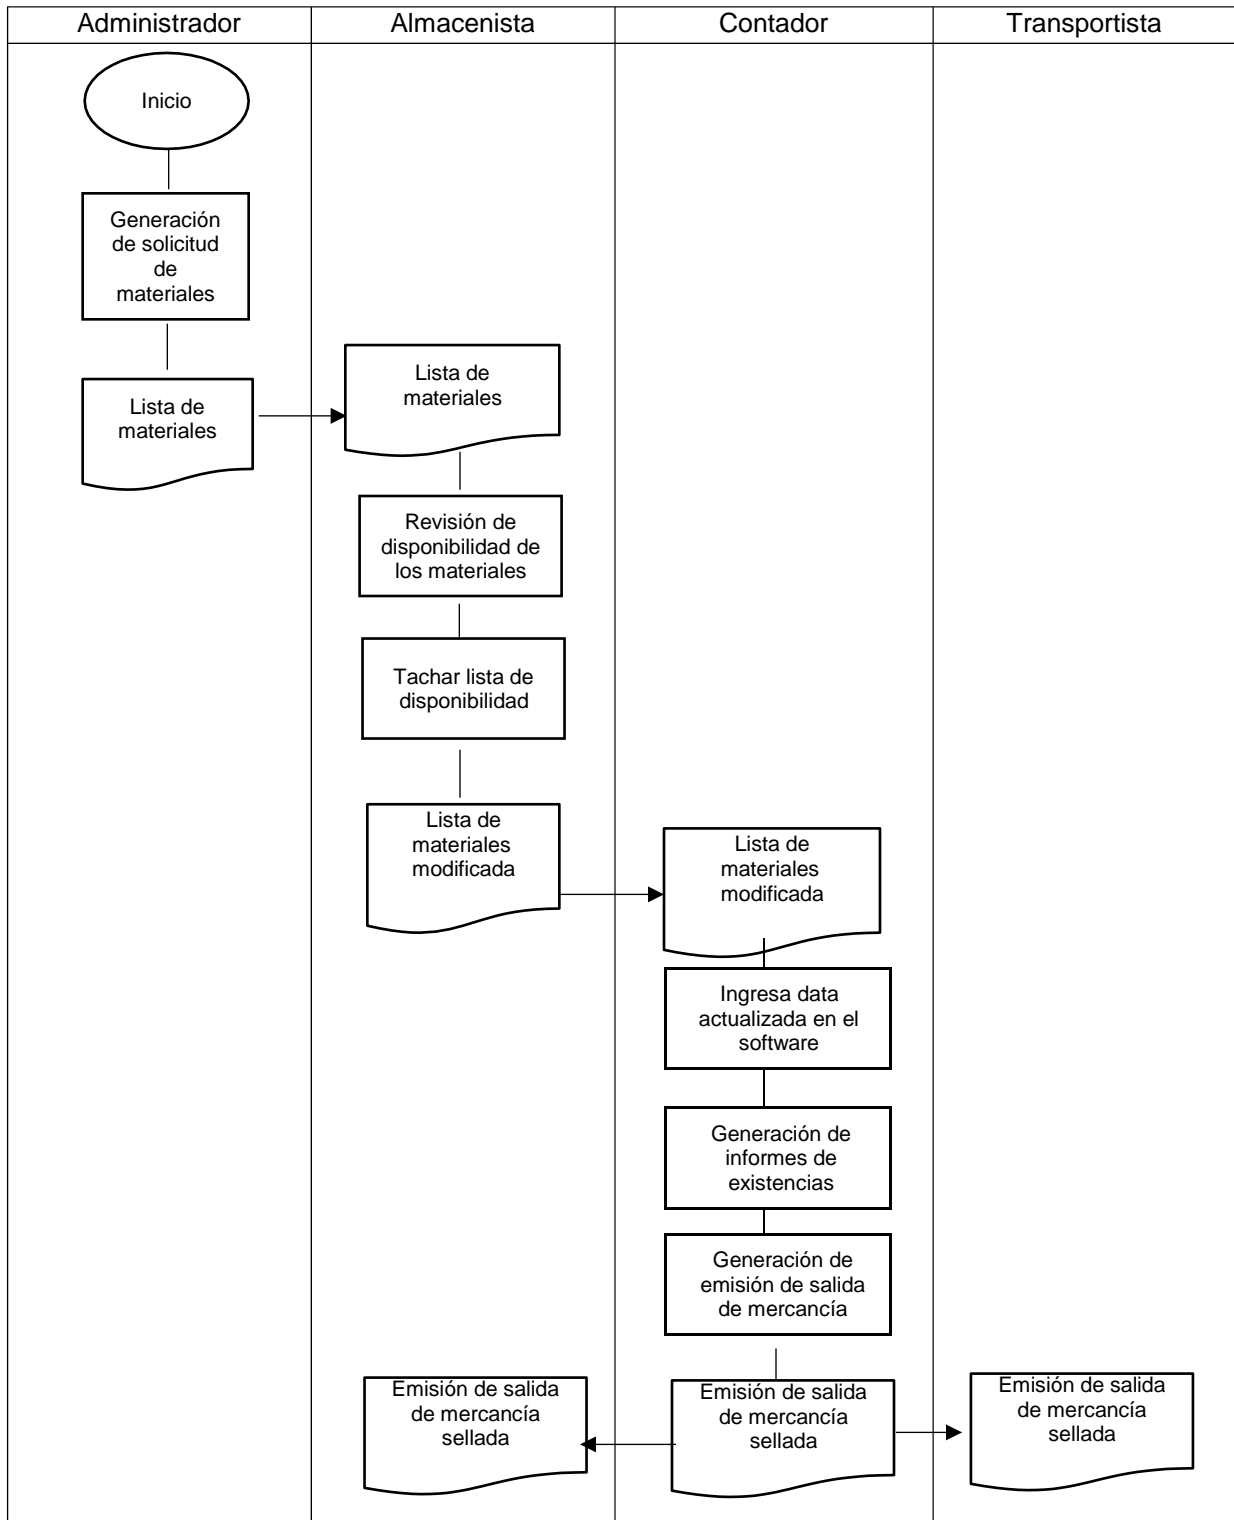 Administrador
Almacenista
Contador
Transportista
Inicio
Generación
de solicitud
de
materiales
Lista de
materiales
Lista de
materiales
Revisión de
disponibilidad de
los materiales
Tachar lista de
disponibilidad
Lista de
materiales
modificada
Lista de
materiales
modificada
Ingresa data
actualizada en el
software
Generación de
informes de
existencias
Generación de
emisión de salida
de mercancía
Emisión de salida
de mercancía
sellada
Emisión de salida
de mercancía
sellada
Emisión de salida
de mercancía
sellada